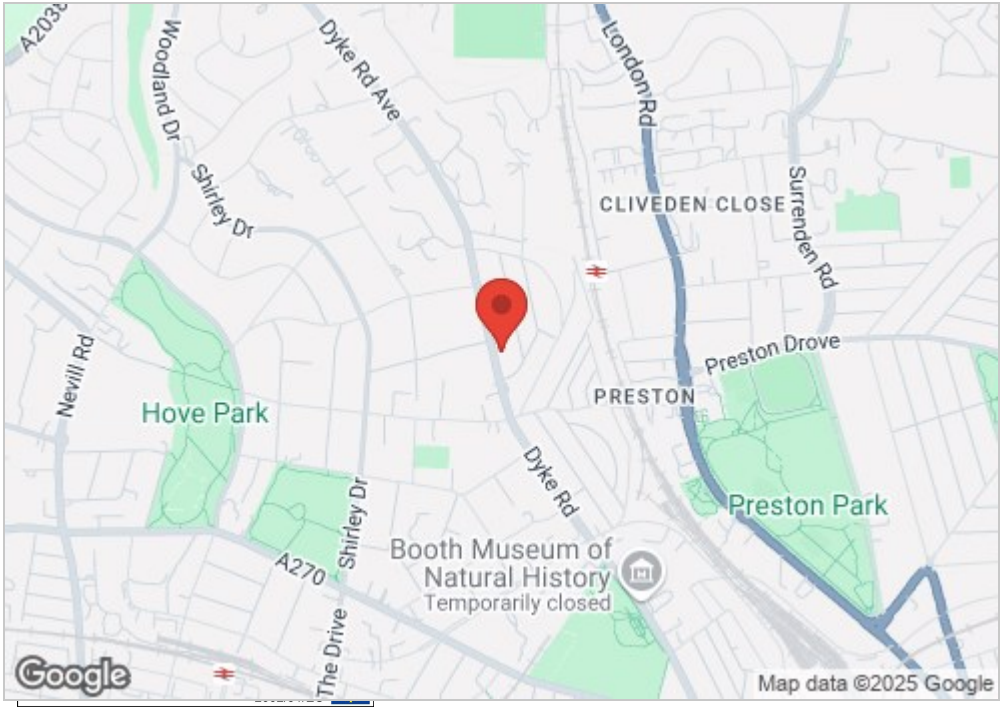 A2038
Woodland Dr
Dyke Rd Ave
London Rd
Shirley Dr
CLIVEDEN CLOSE
Surrenden Rd
Nevill Rd
Preston Drove
PRESTON
Hove Park
Dyke Rd
Shirley Dr
Preston Park
Booth Museum of
Natural History
Temporarily closed
A270
The Drive
Google
Map data ©2025 Google